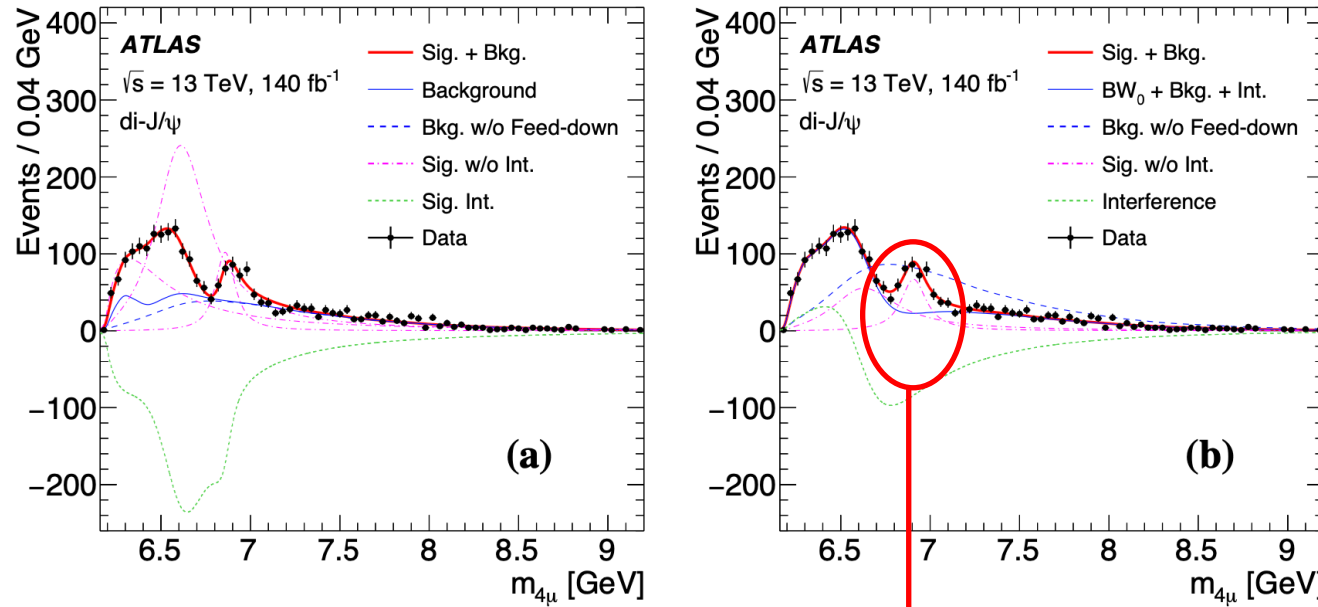 Events / 0.04 GeV
400
300
200
100
0
−100
−200
ATLAS
√s = 13 TeV, 140 fb-1
di-J/ψ
Sig. + Bkg.
Background
Bkg. w/o Feed-down
Sig. w/o Int.
Sig. Int.
Data
(a)
6.5 7 7.5 8 8.5 9
m4μ [GeV]
Events / 0.04 GeV
400
300
200
100
0
−100
−200
ATLAS
√s = 13 TeV, 140 fb-1
di-J/ψ
Sig. + Bkg.
BW0 + Bkg. + Int.
Bkg. w/o Feed-down
Sig. w/o Int.
Interference
Data
(b)
6.5 7 7.5 8 8.5 9
m4μ [GeV]